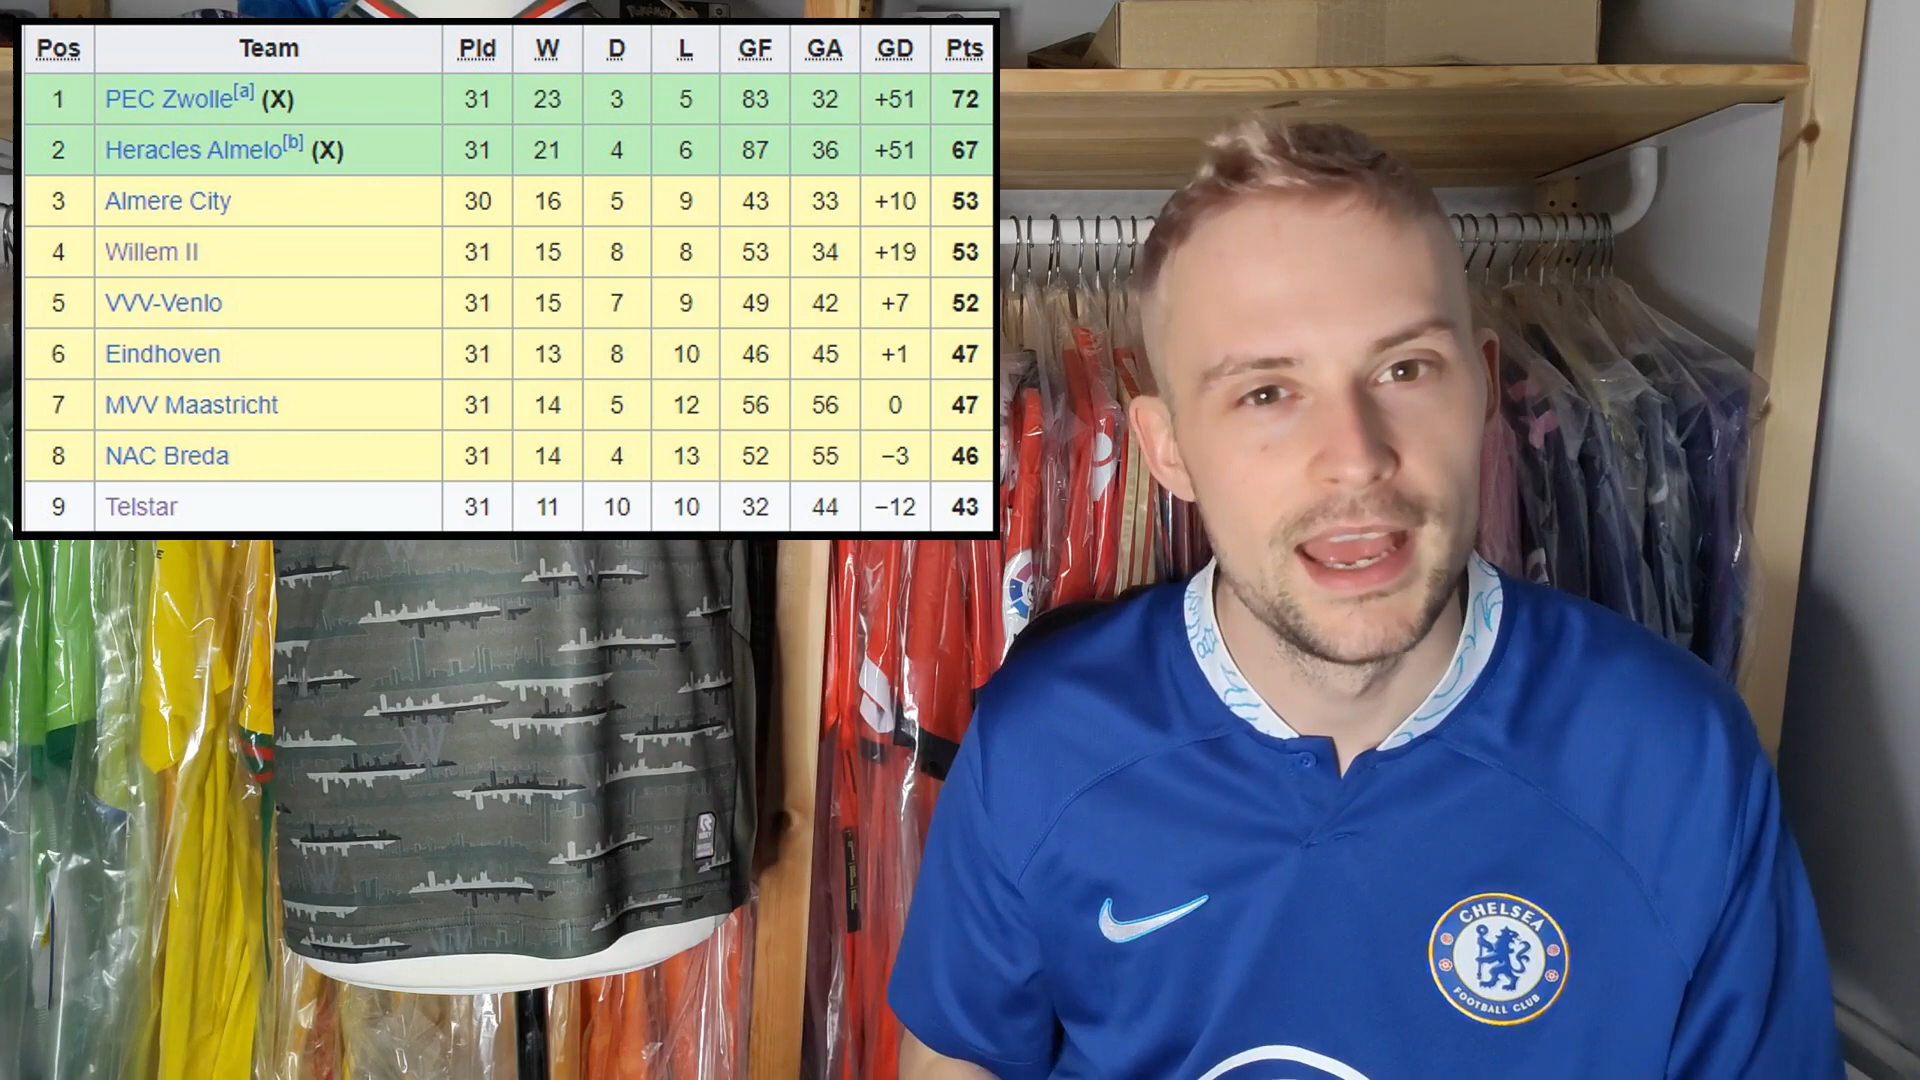 Pos Team Pld W D L GF GA GD Pts
1 PEC Zwolle[a] (X) 31 23 3 5 83 32 +51 72
2 Heracles Almelo[b] (X) 31 21 4 6 87 36 +51 67
3 Almere City 30 16 5 9 43 33 +10 53
4 Willem II 31 15 8 8 53 34 +19 53
5 VVV-Venlo 31 15 7 9 49 42 +7 52
6 Eindhoven 31 13 8 10 46 45 +1 47
7 MVV Maastricht 31 14 5 12 56 56 0 47
8 NAC Breda 31 14 4 13 52 55 −3 46
9 Telstar 31 11 10 10 32 44 −12 43
CHELSEA
FOOTBALL CLUB